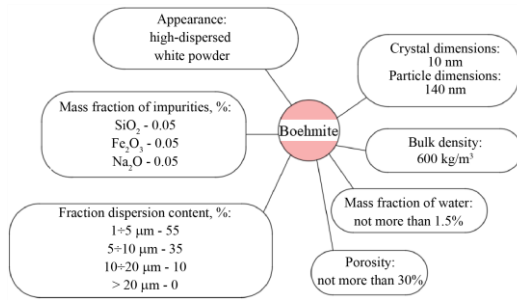 Appearance:
high-dispersed
white powder
Crystal dimensions:
10 nm
Particle dimensions:
140 nm
Mass fraction of impurities, %:
SiO₂ - 0.05
Fe₂O₃ - 0.05
Na₂O - 0.05
Boehmite
Bulk density:
600 kg/m³
Mass fraction of water:
not more than 1.5%
Fraction dispersion content, %:
1÷5 μm - 55
5÷10 μm - 35
10÷20 μm - 10
> 20 μm - 0
Porosity:
not more than 30%